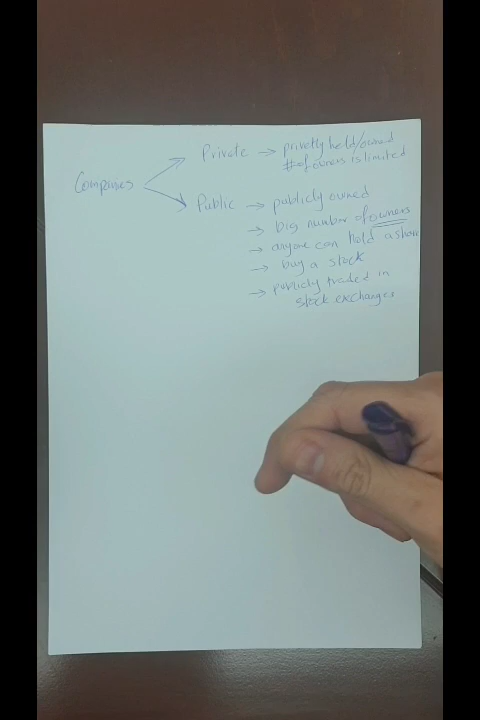 Private → privetly held/owned
# of owners is limited
Companies
Public → publicly owned
→ big number of owners
→ anyone can hold a share
→ buy a stock
→ publicly traded in
stock exchanges